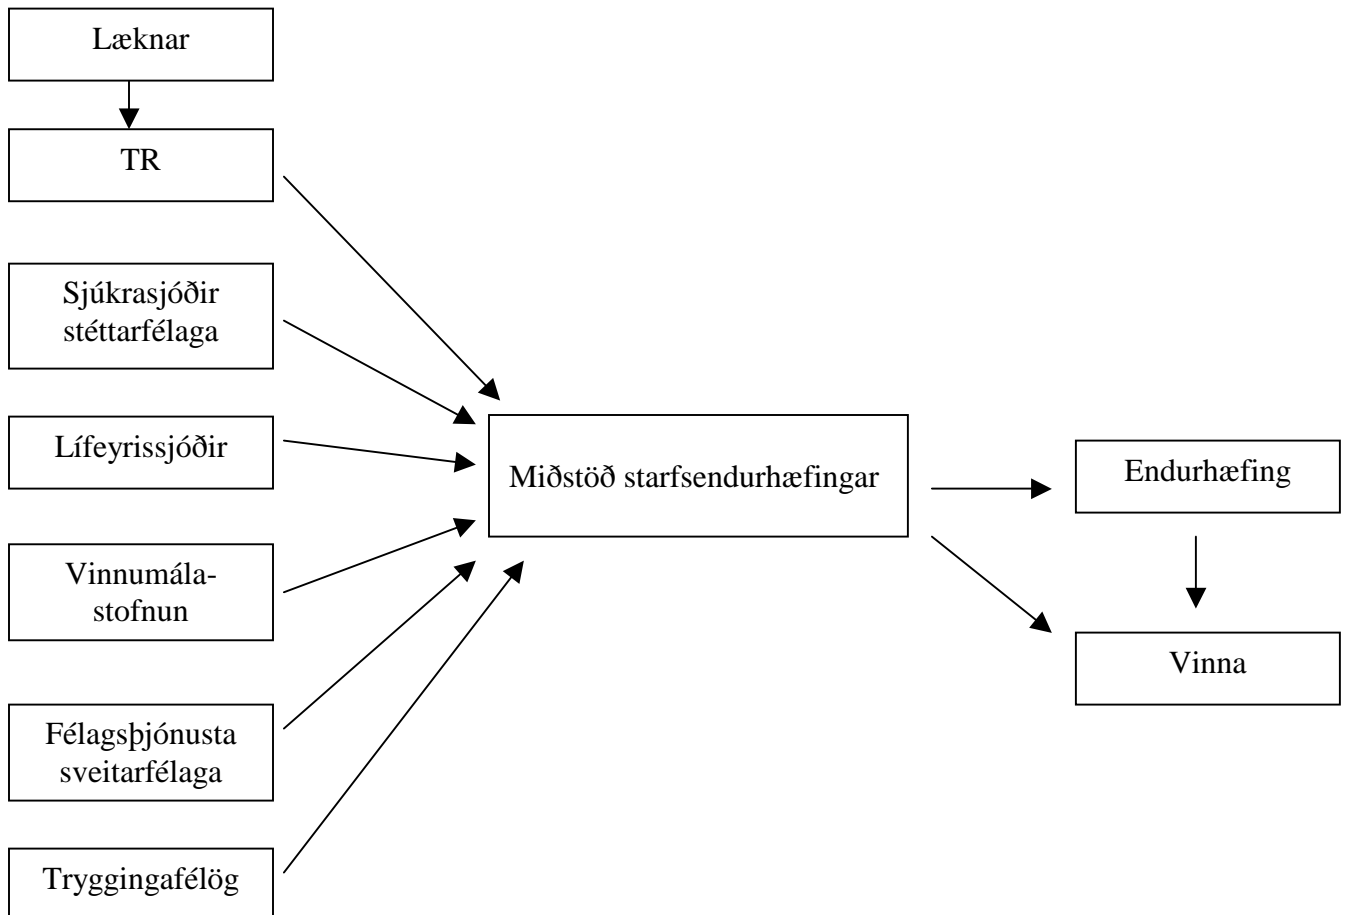 Læknar
TR
Sjúkrasjóðir
stéttarfélaga
Lífeyrissjóðir
Vinnumála-
stofnun
Félagsþjónusta
sveitarfélaga
Tryggingafélög
Miðstöð starfsendurhæfingar
Endurhæfing
Vinna